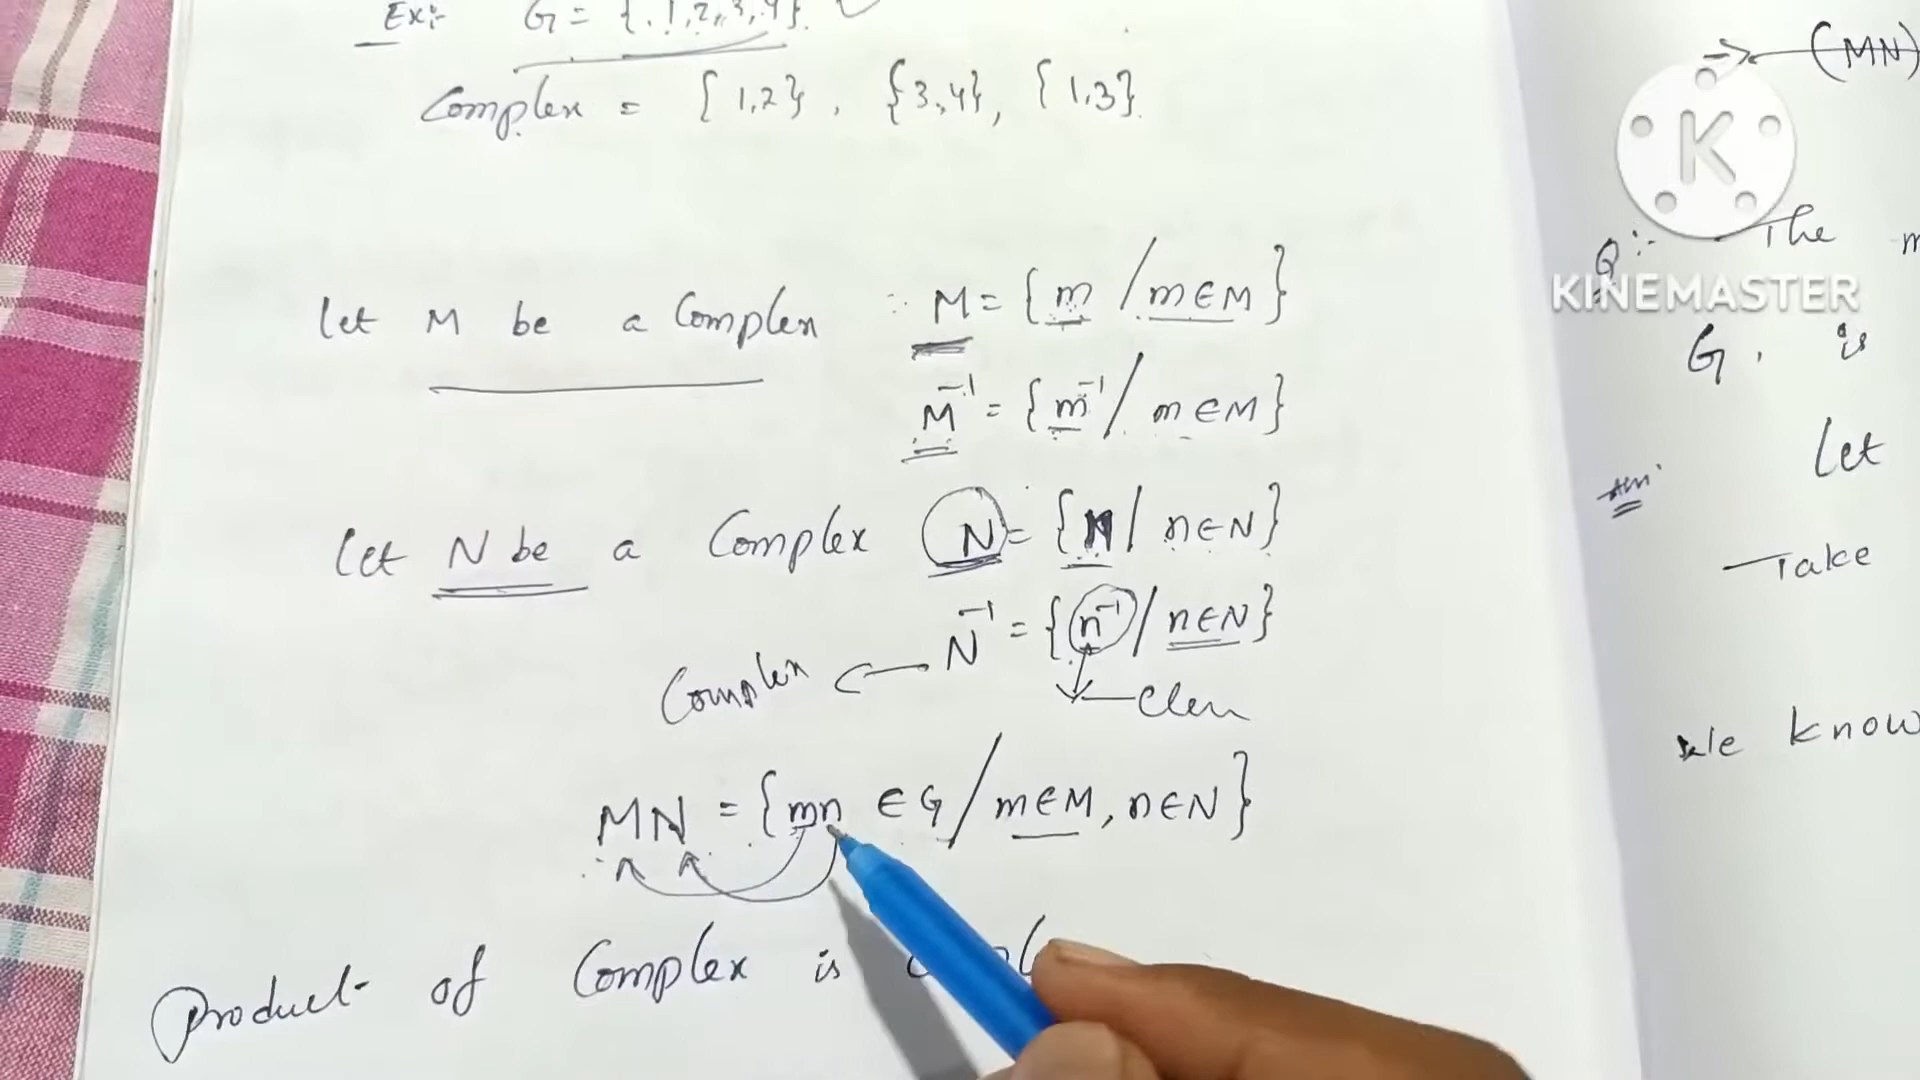 Ex:- G = {.1,2,3,4}.
Complex = {1,2}, {3,4}, {1,3}.
let M be a Complex ∴ M = {m / m∈M}
M⁻¹ = {m⁻¹ / m∈M}
Let N be a Complex N = {n / n∈N}
N⁻¹ = {n⁻¹ / n∈N}
Complex
MN = {mn ∈ G / m∈M, n∈N}
Product of Complex is
→ (MN)
KINEMASTER
Q:- The
G, is
Let
Take
We know